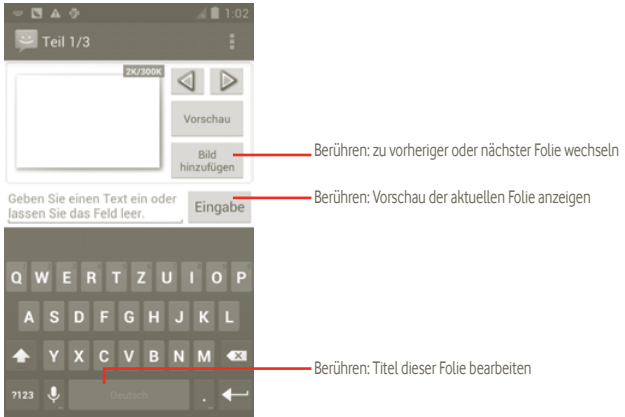 1:02
Teil 1/3
2K/300K
Vorschau
Bild
hinzufügen
Berühren: zu vorheriger oder nächster Folie wechseln
Geben Sie einen Text ein oder
lassen Sie das Feld leer.
Eingabe
Berühren: Vorschau der aktuellen Folie anzeigen
Q W E R T Z U I O P
A S D F G H J K L
Y X C V B N M
Berühren: Titel dieser Folie bearbeiten
?123 Deutsch .